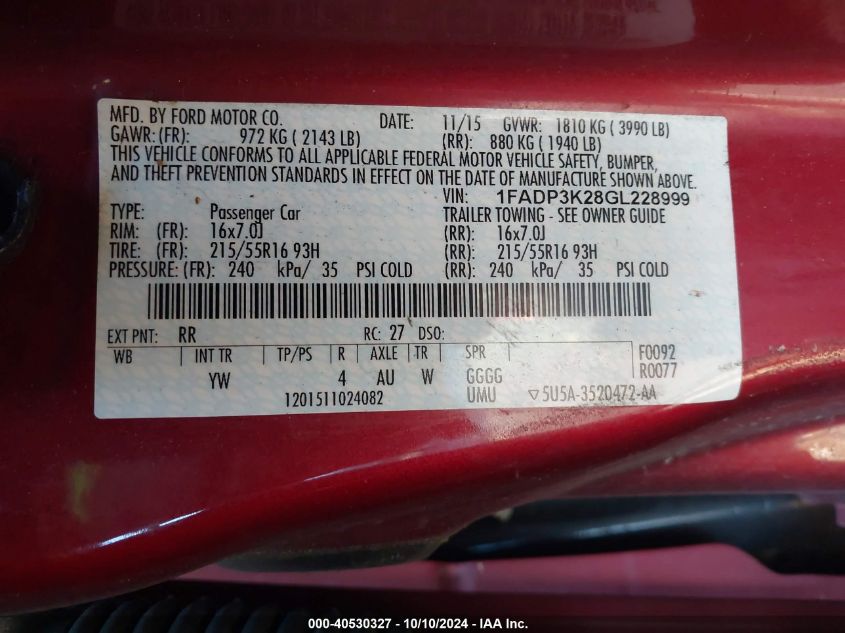 MFD. BY FORD MOTOR CO. DATE: 11/15 GVWR: 1810 KG ( 3990 LB)
GAWR: (FR): 972 KG ( 2143 LB) (RR): 880 KG ( 1940 LB)
THIS VEHICLE CONFORMS TO ALL APPLICABLE FEDERAL MOTOR VEHICLE SAFETY, BUMPER,
AND THEFT PREVENTION STANDARDS IN EFFECT ON THE DATE OF MANUFACTURE SHOWN ABOVE.
VIN: 1FADP3K28GL228999
TYPE: Passenger Car TRAILER TOWING - SEE OWNER GUIDE
RIM: (FR): 16x7.0J (RR): 16x7.0J
TIRE: (FR): 215/55R16 93H (RR): 215/55R16 93H
PRESSURE: (FR): 240 kPa/ 35 PSI COLD (RR): 240 kPa/ 35 PSI COLD
EXT PNT: RR RC: 27 DSO:
WB INT TR TP/PS R AXLE TR SPR F0092
YW 4 AU W GGGG R0077
1201511024082 UMU ▽5U5A-3520472-AA
000-40530327 - 10/10/2024 - IAA Inc.